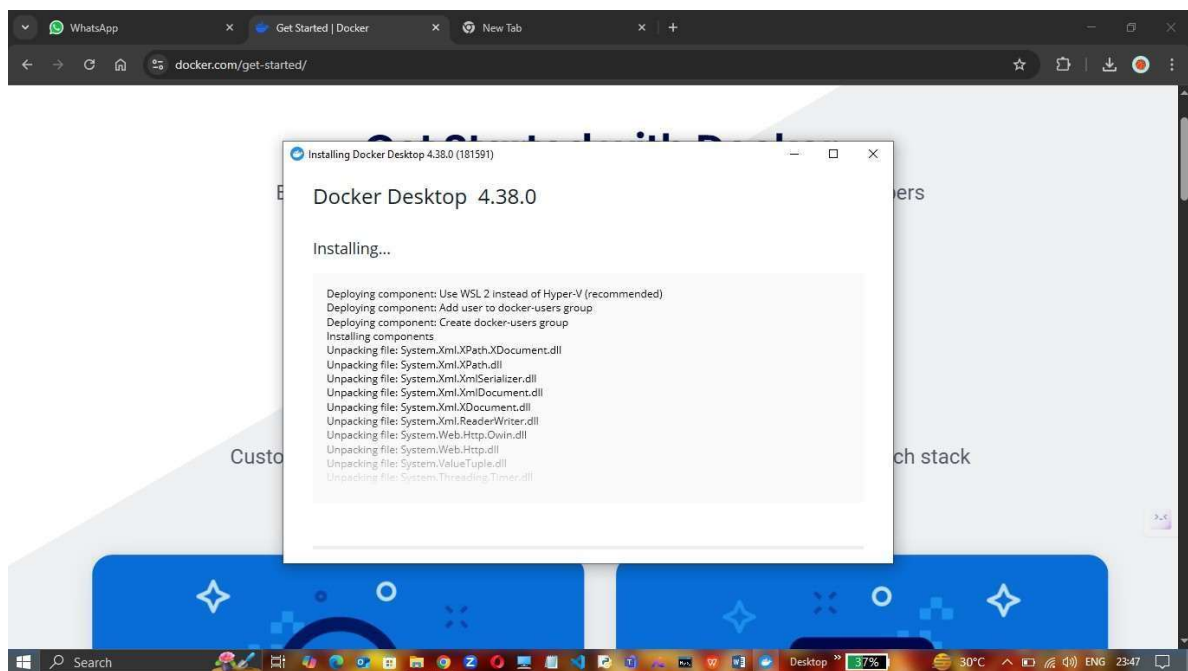 WhatsApp
Get Started | Docker
New Tab
docker.com/get-started/
Installing Docker Desktop 4.38.0 (181591)
ers
Docker Desktop 4.38.0
Installing...
Deploying component: Use WSL 2 instead of Hyper-V (recommended)
Deploying component: Add user to docker-users group
Deploying component: Create docker-users group
Installing components
Unpacking file: System.Xml.XPath.XDocument.dll
Unpacking file: System.Xml.XPath.dll
Unpacking file: System.Xml.XmlSerializer.dll
Unpacking file: System.Xml.XmlDocument.dll
Unpacking file: System.Xml.XDocument.dll
Unpacking file: System.Xml.ReaderWriter.dll
Unpacking file: System.Web.Http.Owin.dll
Unpacking file: System.Web.Http.dll
Custo
ch stack
Unpacking file: System.ValueTuple.dll
Unpacking file: System.Threading.Timer.dll
Search
Desktop
37%
30°C
ENG
23:47